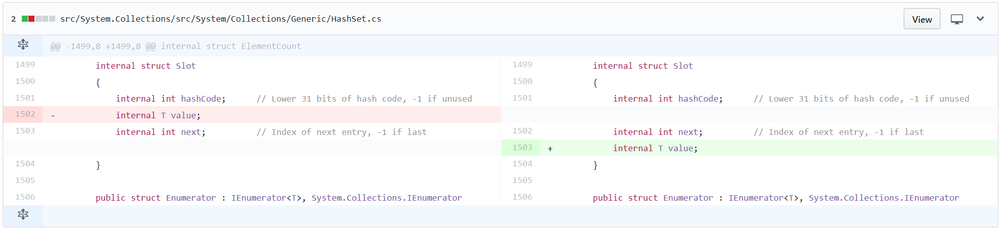 2 src/System.Collections/src/System/Collections/Generic/HashSet.cs View
@@ -1499,8 +1499,8 @@ internal struct ElementCount
1499 internal struct Slot 1499 internal struct Slot
1500 { 1500 {
1501 internal int hashCode; // Lower 31 bits of hash code, -1 if unused 1501 internal int hashCode; // Lower 31 bits of hash code, -1 if unused
1502 - internal T value;
1503 internal int next; // Index of next entry, -1 if last 1502 internal int next; // Index of next entry, -1 if last
1503 + internal T value;
1504 } 1504 }
1505 1505
1506 public struct Enumerator : IEnumerator<T>, System.Collections.IEnumerator 1506 public struct Enumerator : IEnumerator<T>, System.Collections.IEnumerator